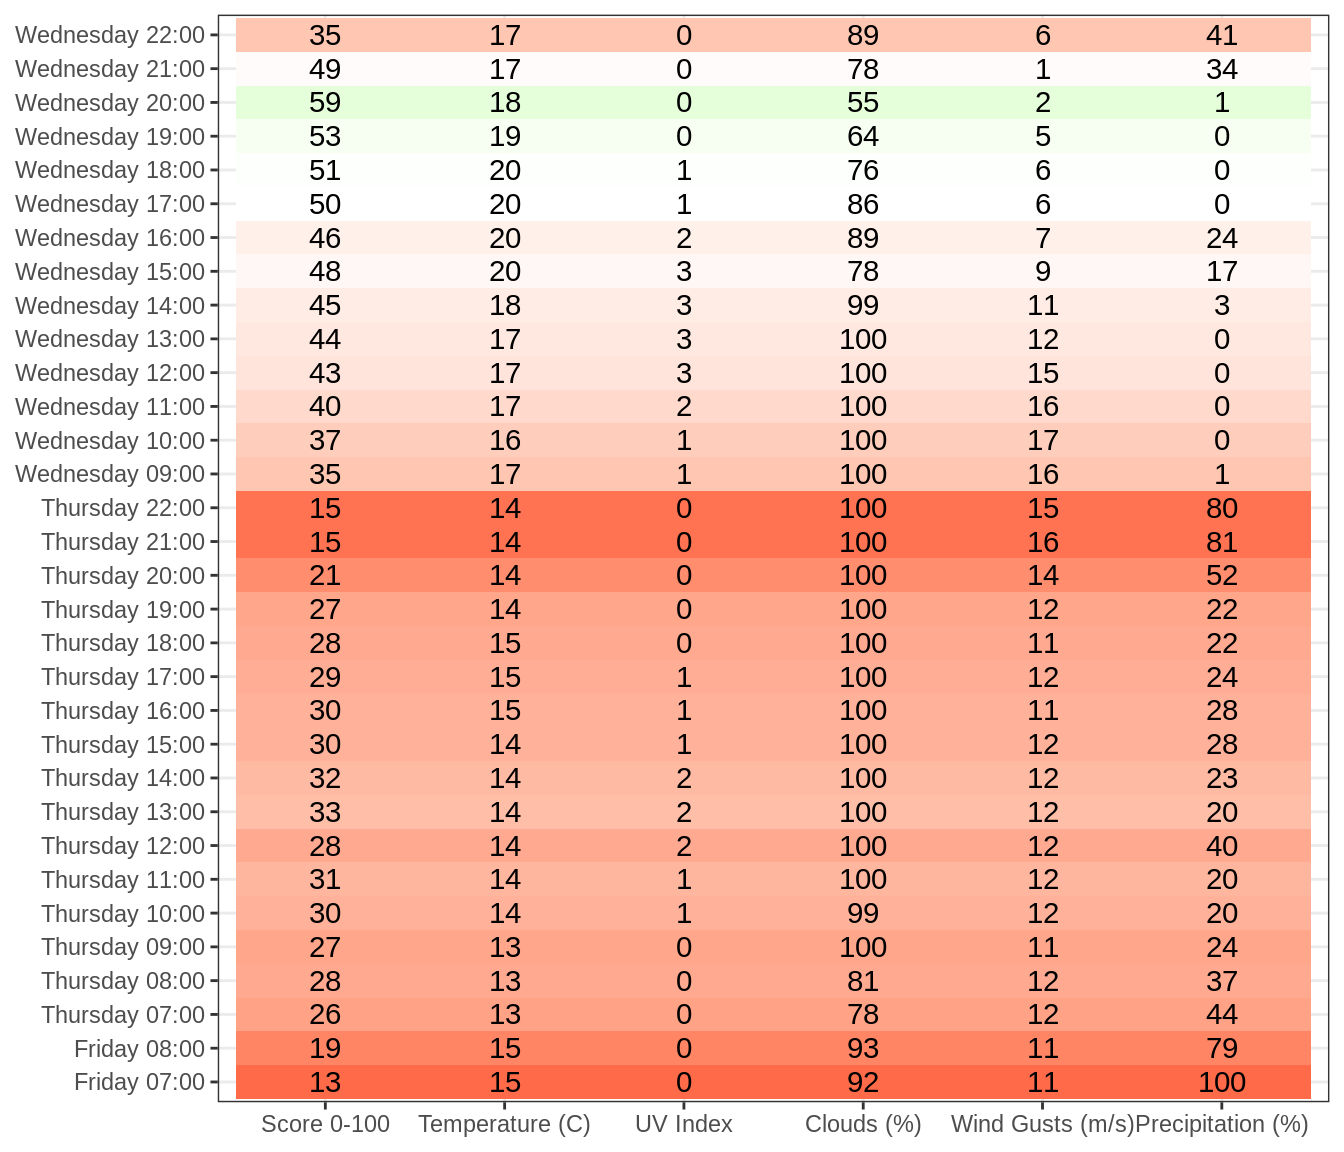 Wednesday 22:00 35 17 0 89 6 41
Wednesday 21:00 49 17 0 78 1 34
Wednesday 20:00 59 18 0 55 2 1
Wednesday 19:00 53 19 0 64 5 0
Wednesday 18:00 51 20 1 76 6 0
Wednesday 17:00 50 20 1 86 6 0
Wednesday 16:00 46 20 2 89 7 24
Wednesday 15:00 48 20 3 78 9 17
Wednesday 14:00 45 18 3 99 11 3
Wednesday 13:00 44 17 3 100 12 0
Wednesday 12:00 43 17 3 100 15 0
Wednesday 11:00 40 17 2 100 16 0
Wednesday 10:00 37 16 1 100 17 0
Wednesday 09:00 35 17 1 100 16 1
Thursday 22:00 15 14 0 100 15 80
Thursday 21:00 15 14 0 100 16 81
Thursday 20:00 21 14 0 100 14 52
Thursday 19:00 27 14 0 100 12 22
Thursday 18:00 28 15 0 100 11 22
Thursday 17:00 29 15 1 100 12 24
Thursday 16:00 30 15 1 100 11 28
Thursday 15:00 30 14 1 100 12 28
Thursday 14:00 32 14 2 100 12 23
Thursday 13:00 33 14 2 100 12 20
Thursday 12:00 28 14 2 100 12 40
Thursday 11:00 31 14 1 100 12 20
Thursday 10:00 30 14 1 99 12 20
Thursday 09:00 27 13 0 100 11 24
Thursday 08:00 28 13 0 81 12 37
Thursday 07:00 26 13 0 78 12 44
Friday 08:00 19 15 0 93 11 79
Friday 07:00 13 15 0 92 11 100
Score 0-100 Temperature (C) UV Index Clouds (%) Wind Gusts (m/s) Precipitation (%)